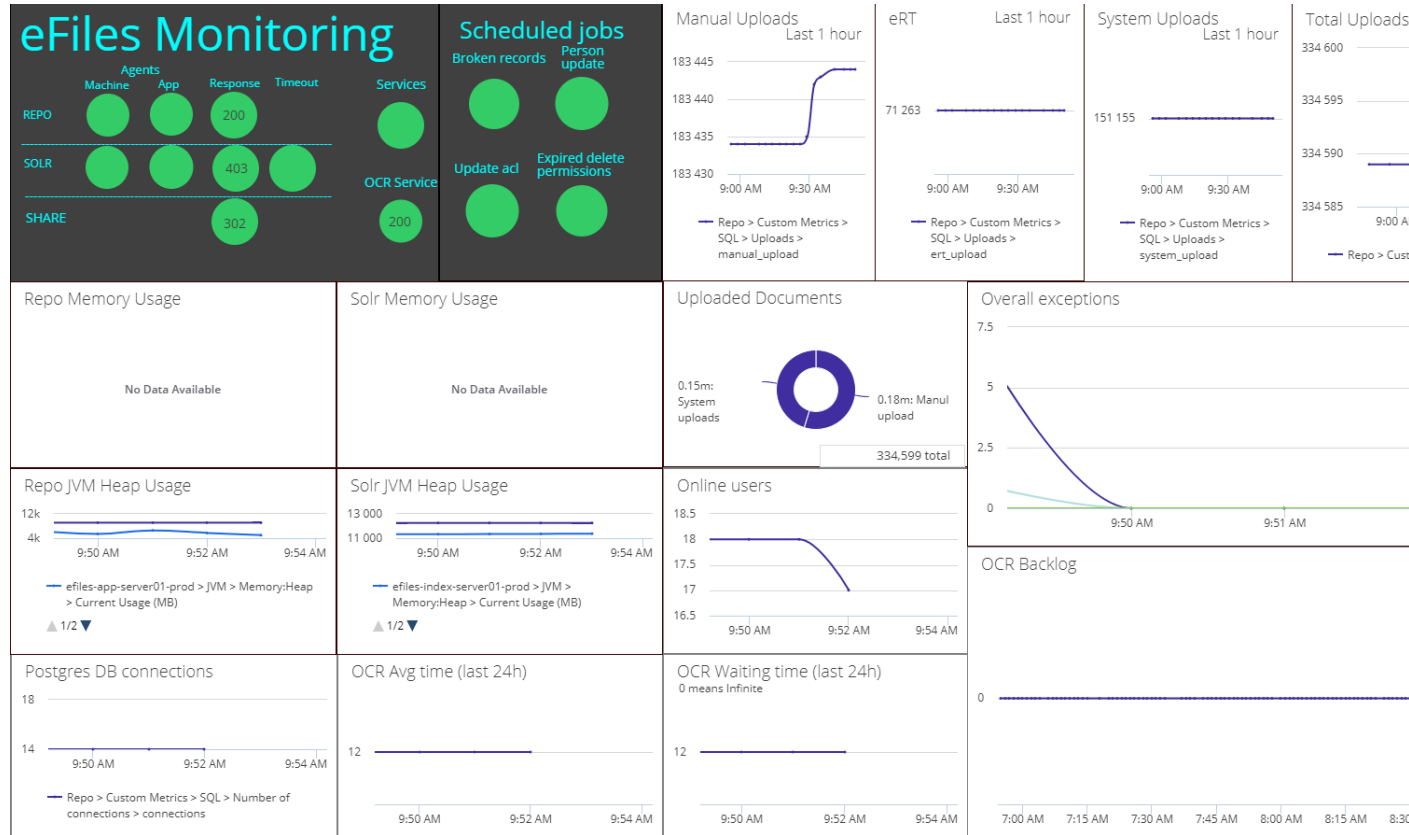 eFiles Monitoring
Agents
Machine App Response Timeout Services
REPO 200
SOLR 403
OCR Service
SHARE 302 200
Scheduled jobs
Broken records
Person
update
Update acl
Expired delete
permissions
Manual Uploads
Last 1 hour
183 445
183 440
183 435
183 430
9:00 AM 9:30 AM
Repo > Custom Metrics >
SQL > Uploads >
manual_upload
eRT Last 1 hour
71 263
9:00 AM 9:30 AM
Repo > Custom Metrics >
SQL > Uploads >
ert_upload
System Uploads
Last 1 hour
151 155
9:00 AM 9:30 AM
Repo > Custom Metrics >
SQL > Uploads >
system_upload
Total Uploads
334 600
334 595
334 590
334 585
9:00 A
Repo > Cust
Repo Memory Usage
No Data Available
Solr Memory Usage
No Data Available
Uploaded Documents
0.15m:
System
uploads
0.18m: Manul
upload
334,599 total
Overall exceptions
7.5
5
2.5
0
9:50 AM 9:51 AM
Repo JVM Heap Usage
12k
4k
9:50 AM 9:52 AM 9:54 AM
efiles-app-server01-prod > JVM > Memory:Heap
> Current Usage (MB)
1/2
Solr JVM Heap Usage
13 000
11 000
9:50 AM 9:52 AM 9:54 AM
efiles-index-server01-prod > JVM >
Memory:Heap > Current Usage (MB)
1/2
Online users
18.5
18
17.5
17
16.5
9:50 AM 9:52 AM 9:54 AM
OCR Backlog
0
7:00 AM 7:15 AM 7:30 AM 7:45 AM 8:00 AM 8:15 AM 8:30
Postgres DB connections
18
14
9:50 AM 9:52 AM 9:54 AM
Repo > Custom Metrics > SQL > Number of
connections > connections
OCR Avg time (last 24h)
12
9:50 AM 9:52 AM 9:54 AM
OCR Waiting time (last 24h)
0 means Infinite
12
9:50 AM 9:52 AM 9:54 AM